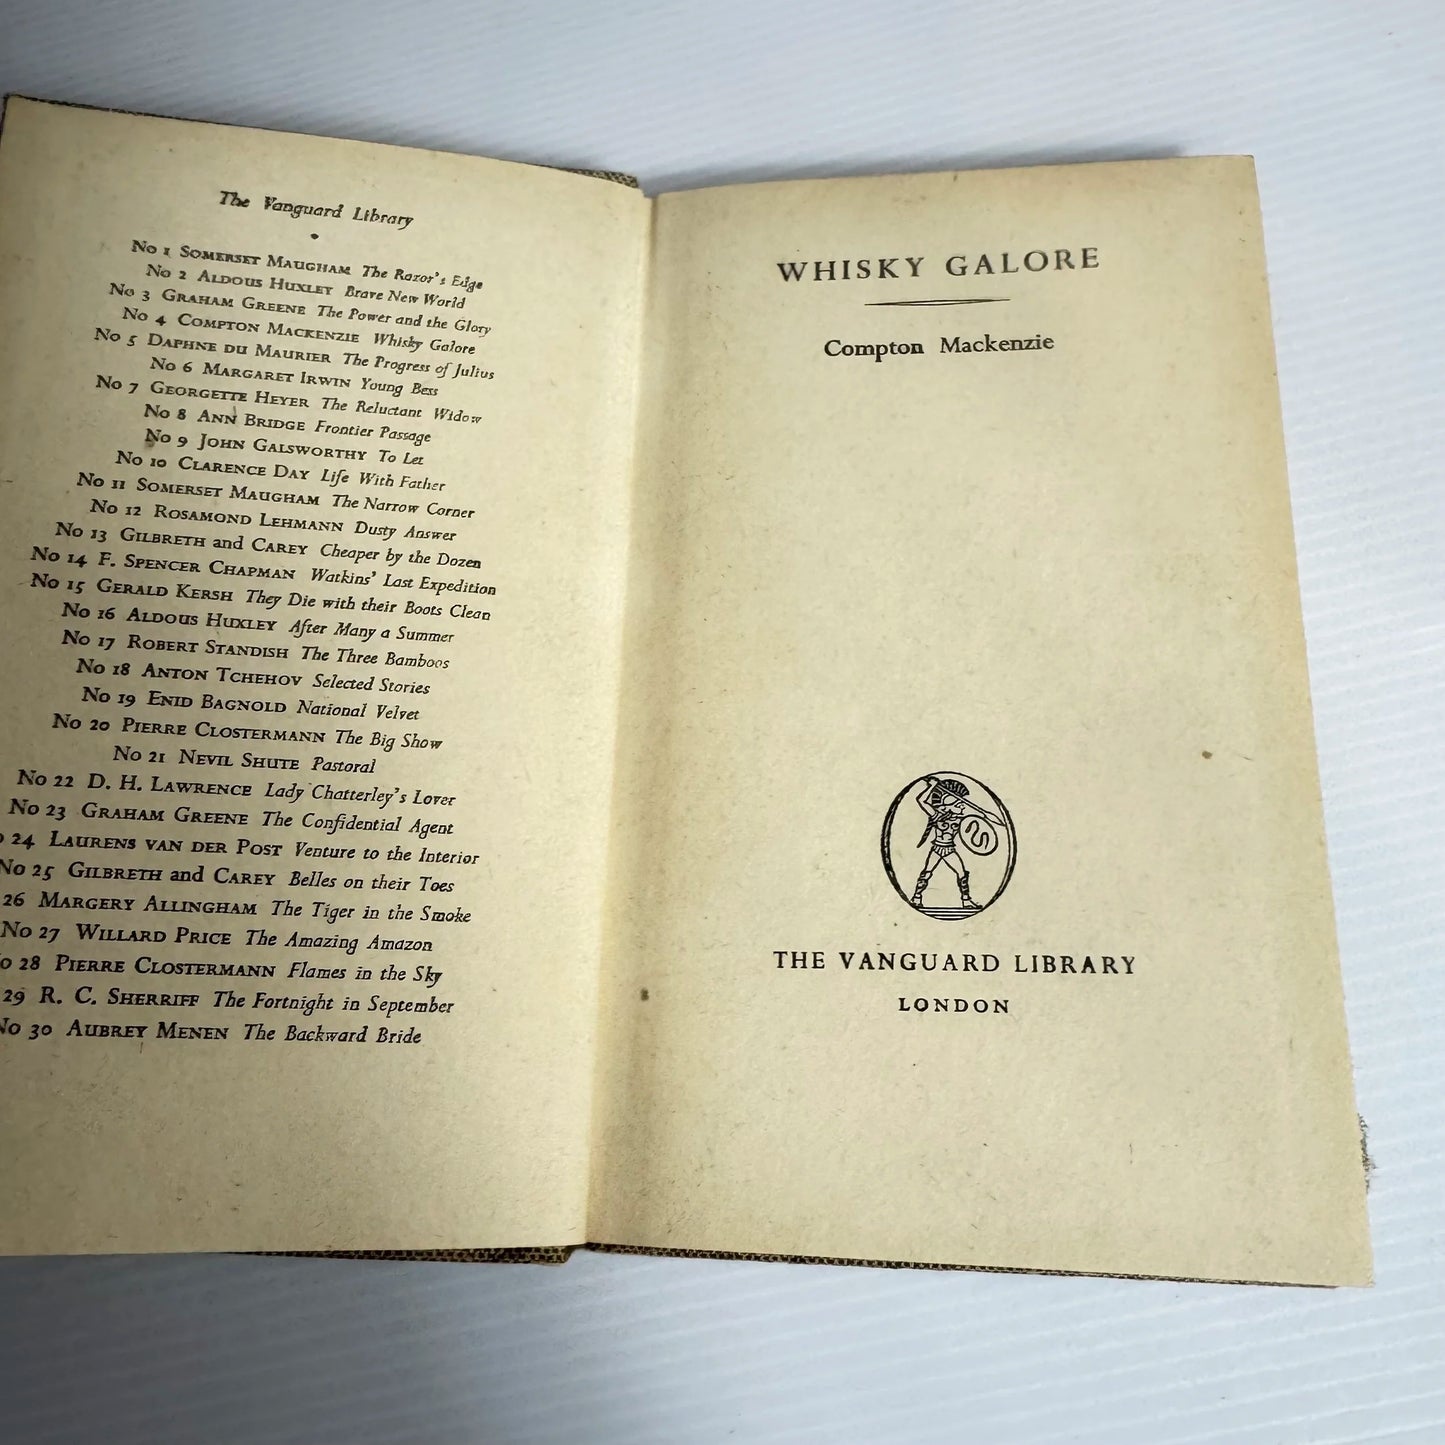 The Vanguard Library
No 1 SOMERSET MAUGHAM The Razor's Edge
No 2 ALDOUS HUXLEY Brave New World
No 3 GRAHAM GREENE The Power and the Glory
No 4 COMPTON MACKENZIE Whisky Galore
No 5 DAPHNE DU MAURIER The Progress of Julius
No 6 MARGARET IRWIN Young Bess
No 7 GEORGETTE HEYER The Reluctant Widow
No 8 ANN BRIDGE Frontier Passage
No 9 JOHN GALSWORTHY To Let
No 10 CLARENCE DAY Life With Father
No 11 SOMERSET MAUGHAM The Narrow Corner
No 12 ROSAMOND LEHMANN Dusty Answer
No 13 GILBRETH and CAREY Cheaper by the Dozen
No 14 F. SPENCER CHAPMAN Watkins' Last Expedition
No 15 GERALD KERSH They Die with their Boots Clean
No 16 ALDOUS HUXLEY After Many a Summer
No 17 ROBERT STANDISH The Three Bamboos
No 18 ANTON TCHEHOV Selected Stories
No 19 ENID BAGNOLD National Velvet
No 20 PIERRE CLOSTERMANN The Big Show
No 21 NEVIL SHUTE Pastoral
No 22 D. H. LAWRENCE Lady Chatterley's Lover
No 23 GRAHAM GREENE The Confidential Agent
24 LAURENS VAN DER POST Venture to the Interior
No 25 GILBRETH and CAREY Belles on their Toes
26 MARGERY ALLINGHAM The Tiger in the Smoke
No 27 WILLARD PRICE The Amazing Amazon
28 PIERRE CLOSTERMANN Flames in the Sky
29 R. C. SHERRIFF The Fortnight in September
No 30 AUBREY MENEN The Backward Bride
WHISKY GALORE
Compton Mackenzie
THE VANGUARD LIBRARY
LONDON